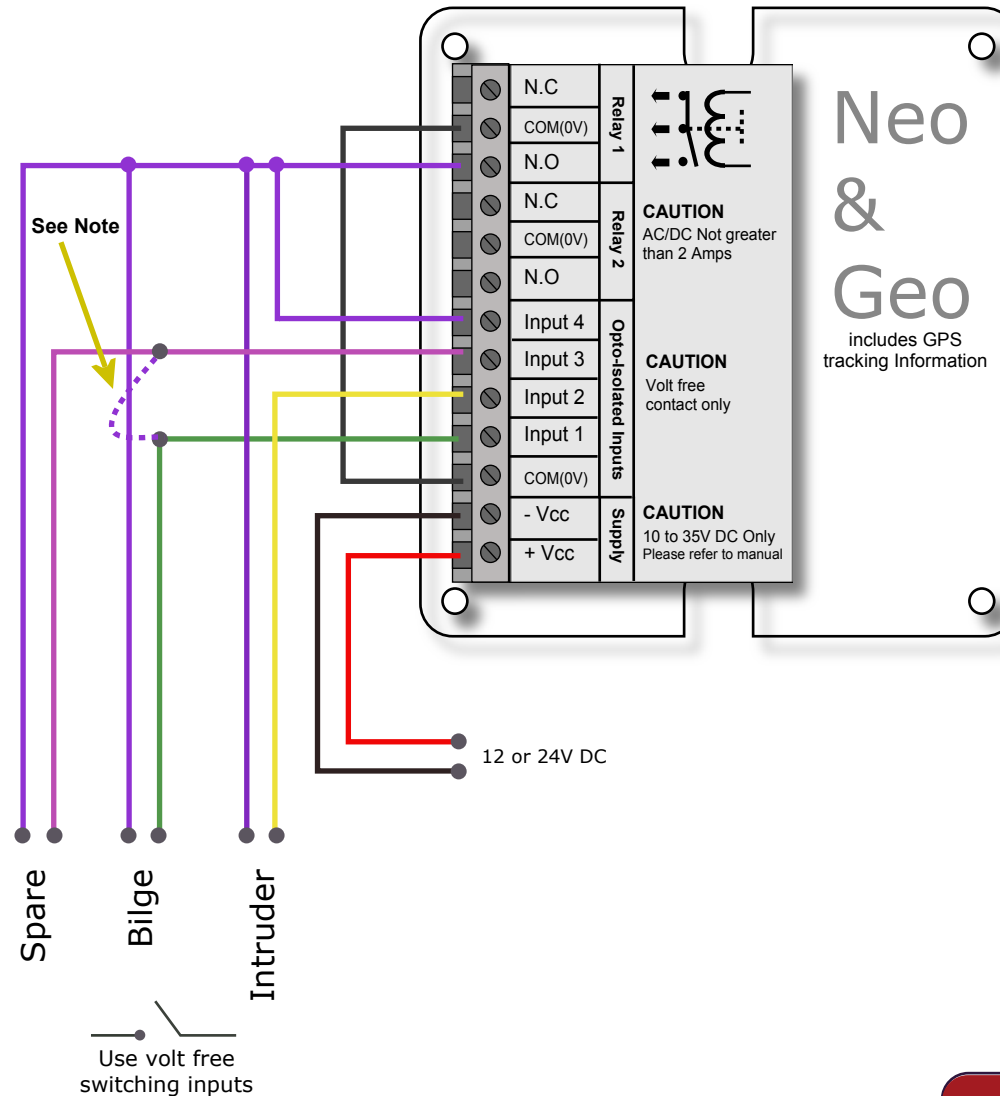 N.C
COM(0V)
N.O
Relay 1
N.C
COM(0V)
N.O
Relay 2
Input 4
Input 3
Input 2
Input 1
COM(0V)
Opto-Isolated Inputs
- Vcc
+ Vcc
Supply
CAUTION
AC/DC Not greater
than 2 Amps
CAUTION
Volt free
contact only
CAUTION
10 to 35V DC Only
Please refer to manual
Neo
&
Geo
includes GPS
tracking Information
See Note
12 or 24V DC
Spare
Bilge
Intruder
Use volt free
switching inputs